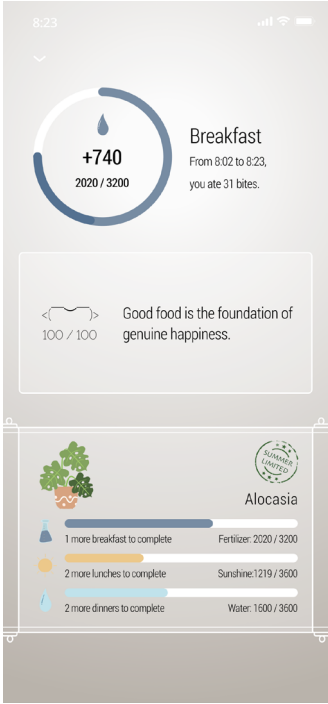 8:23
+740
2020 / 3200
Breakfast
From 8:02 to 8:23,
you ate 31 bites.
100 / 100
Good food is the foundation of
genuine happiness.
SUMMER
LIMITED
Alocasia
1 more breakfast to complete Fertilizer: 2020 / 3200
2 more lunches to complete Sunshine:1219 / 3600
2 more dinners to complete Water: 1600 / 3600